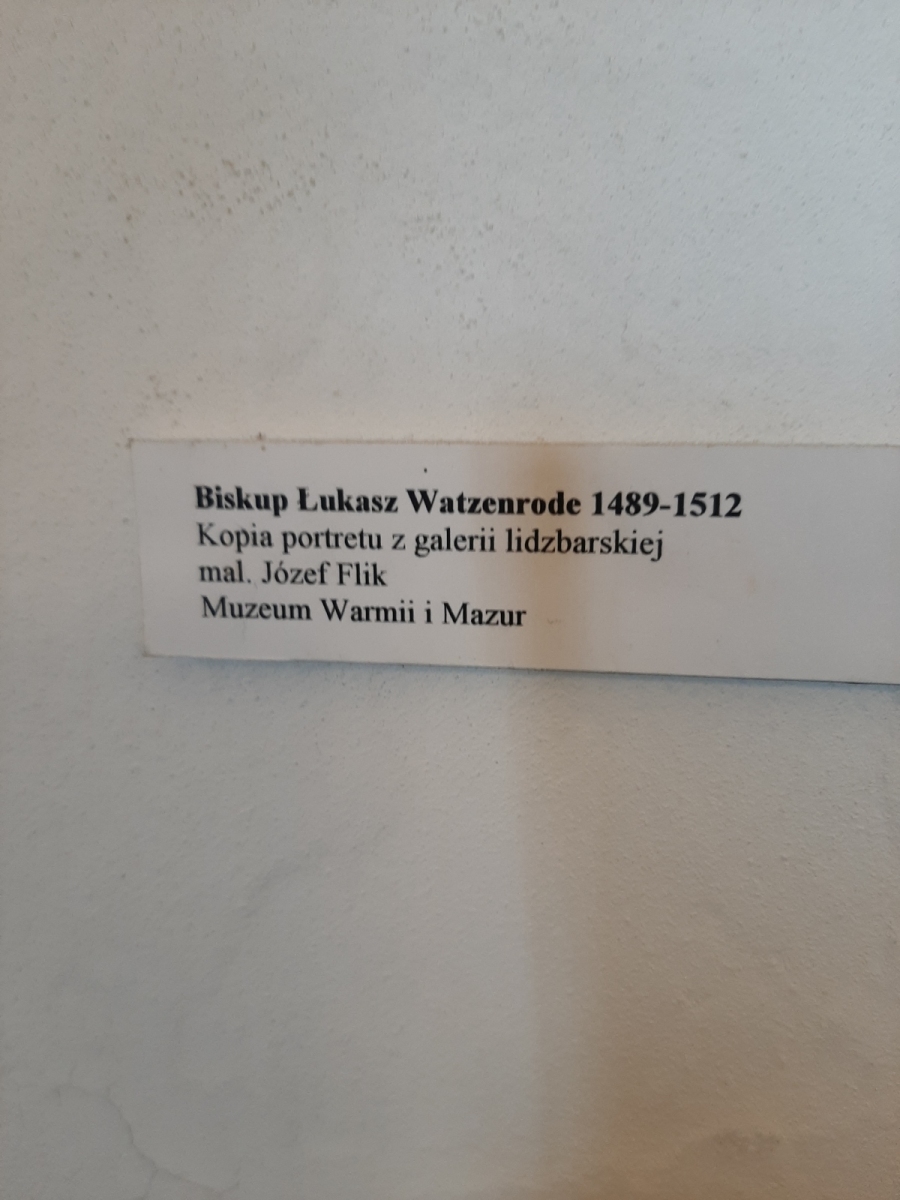 Biskup Łukasz Watzenrode 1489-1512
Kopia portretu z galerii lidzbarskiej
mal. Józef Flik
Muzeum Warmii i Mazur